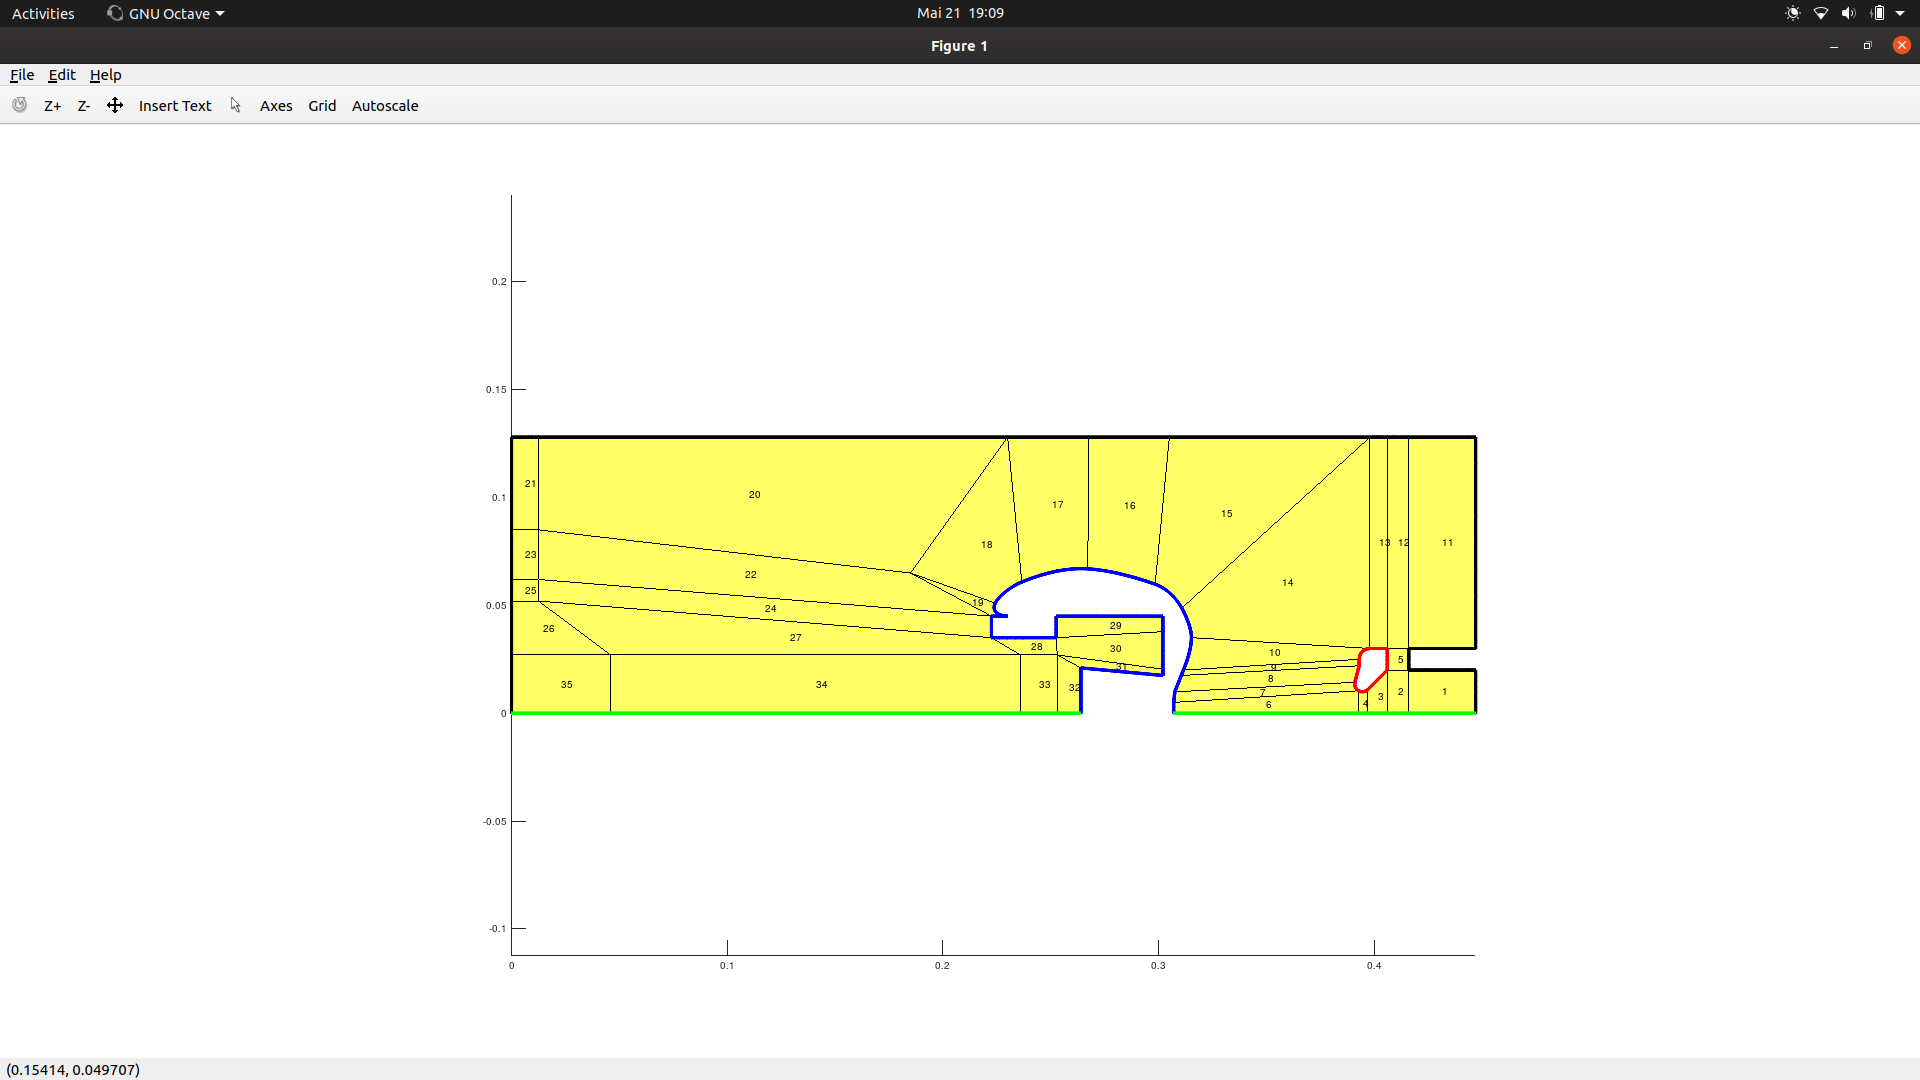 Activities GNU Octave Mai 21 19:09
Figure 1
File Edit Help
Z+ Z- Insert Text Axes Grid Autoscale
0.2
0.15
21 20 0.1 17 16 15
18 13 12 11
23 22 14
25 19 0.05 24
26 27 29
28 30 10 5
31 9
35 34 33 32 8
7 3 2 1
6 4
0
-0.05
-0.1
0 0.1 0.2 0.3 0.4
(0.15414, 0.049707)